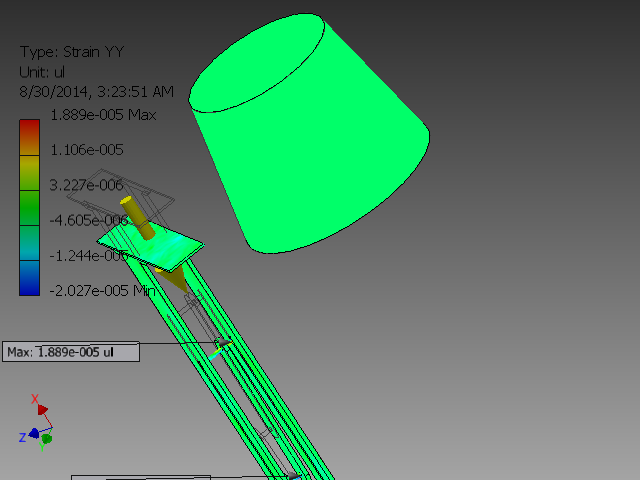 Type: Strain YY
Unit: ul
8/30/2014, 3:23:51 AM
1.889e-005 Max
1.106e-005
3.227e-006
-4.605e-006
-1.244e-005
-2.027e-005 Min
Max: 1.889e-005 ul
X
Z
Y